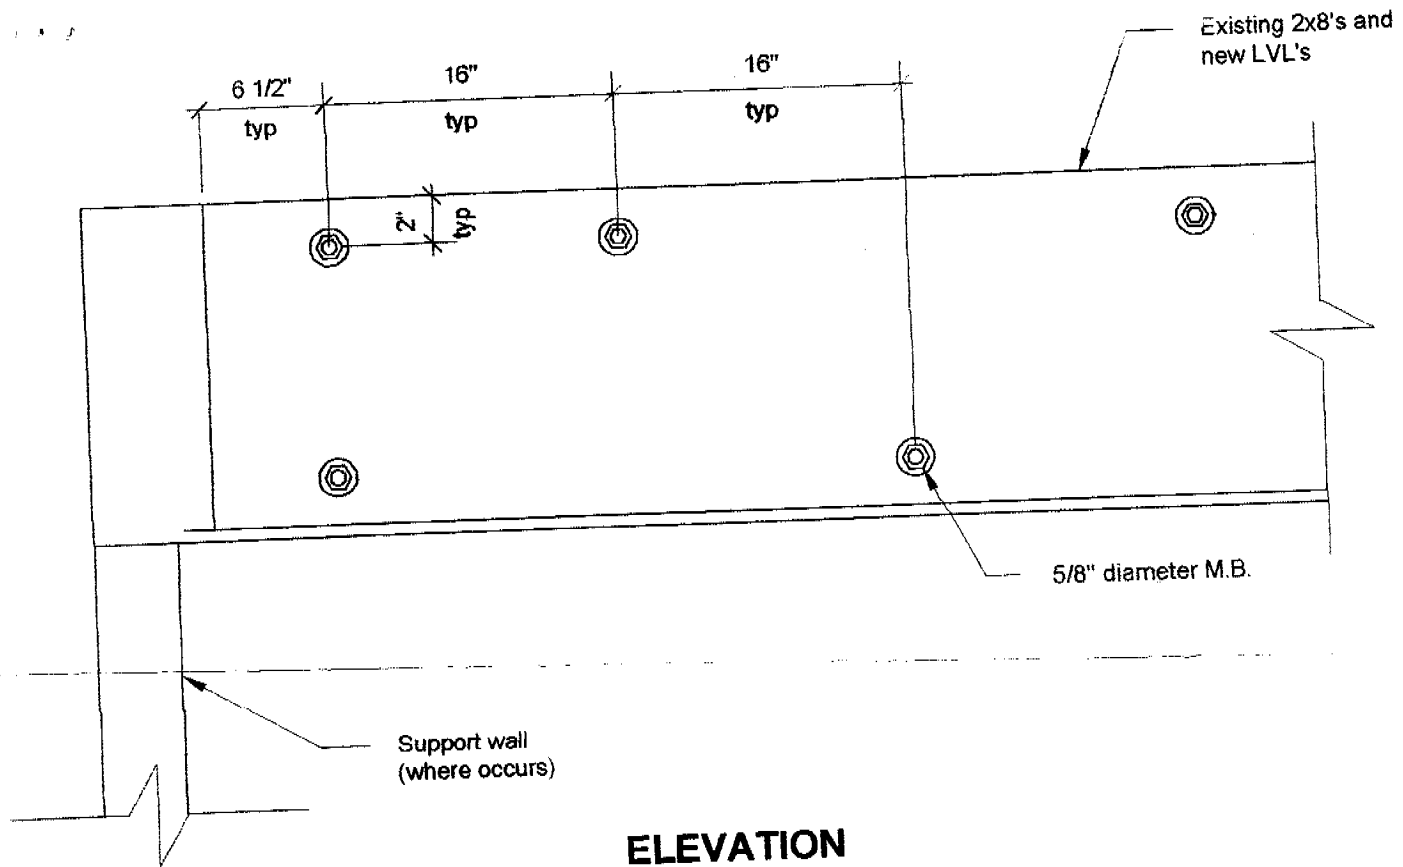 Existing 2x8's and
new LVL's
6 1/2"
typ
16"
typ
16"
typ
2"
typ
5/8" diameter M.B.
Support wall
(where occurs)
ELEVATION